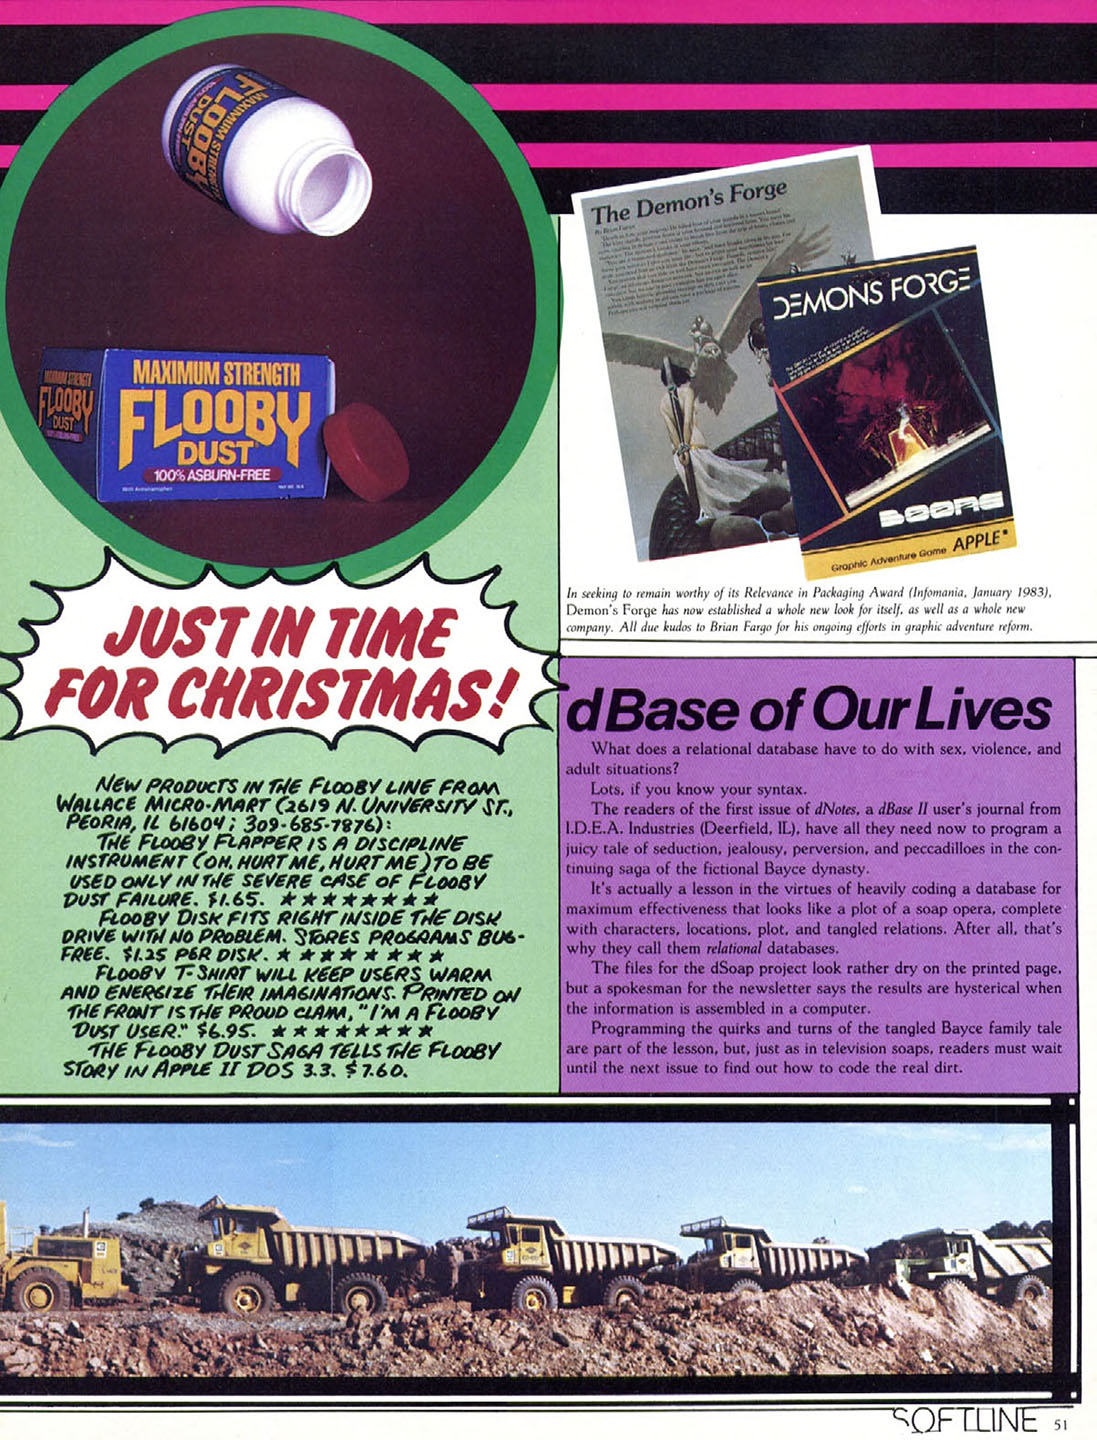 MAXIMUM STRENGTH
FLOOBY
DUST
MAXIMUM STRENGTH
FLOOBY
DUST
100% ASBURN-FREE
MAXIMUM STRENGTH
FLOOBY
DUST
JUST IN TIME
FOR CHRISTMAS!
NEW PRODUCTS IN THE FLOOBY LINE FROM
WALLACE MICRO-MART (2619 N. UNIVERSITY ST.,
PEORIA, IL 61604; 309-685-7876):
THE FLOOBY FLAPPER IS A DISCIPLINE
INSTRUMENT (OH, HURT ME, HURT ME) TO BE
USED ONLY IN THE SEVERE CASE OF FLOOBY
DUST FAILURE. $1.65. ★★★★★★★★
FLOOBY DISK FITS RIGHT INSIDE THE DISK
DRIVE WITH NO PROBLEM. STORES PROGRAMS BUG-
FREE. $1.25 PER DISK. ★★★★★★★★
FLOOBY T-SHIRT WILL KEEP USERS WARM
AND ENERGIZE THEIR IMAGINATIONS. PRINTED ON
THE FRONT IS THE PROUD CLAIM, "I'M A FLOOBY
DUST USER." $6.95. ★★★★★★★★
THE FLOOBY DUST SAGA TELLS THE FLOOBY
STORY IN APPLE II DOS 3.3. $7.60.
The Demon's Forge
By Brian Fargo
DEMONS FORGE
BOONE
Graphic Adventure Game APPLE
In seeking to remain worthy of its Relevance in Packaging Award (Infomania, January 1983),
Demon's Forge has now established a whole new look for itself, as well as a whole new
company. All due kudos to Brian Fargo for his ongoing efforts in graphic adventure reform.
dBase of Our Lives
What does a relational database have to do with sex, violence, and
adult situations?
Lots, if you know your syntax.
The readers of the first issue of dNotes, a dBase II user's journal from
I.D.E.A. Industries (Deerfield, IL), have all they need now to program a
juicy tale of seduction, jealousy, perversion, and peccadilloes in the con-
tinuing saga of the fictional Bayce dynasty.
It's actually a lesson in the virtues of heavily coding a database for
maximum effectiveness that looks like a plot of a soap opera, complete
with characters, locations, plot, and tangled relations. After all, that's
why they call them relational databases.
The files for the dSoap project look rather dry on the printed page,
but a spokesman for the newsletter says the results are hysterical when
the information is assembled in a computer.
Programming the quirks and turns of the tangled Bayce family tale
are part of the lesson, but, just as in television soaps, readers must wait
until the next issue to find out how to code the real dirt.
SOFTLINE 51